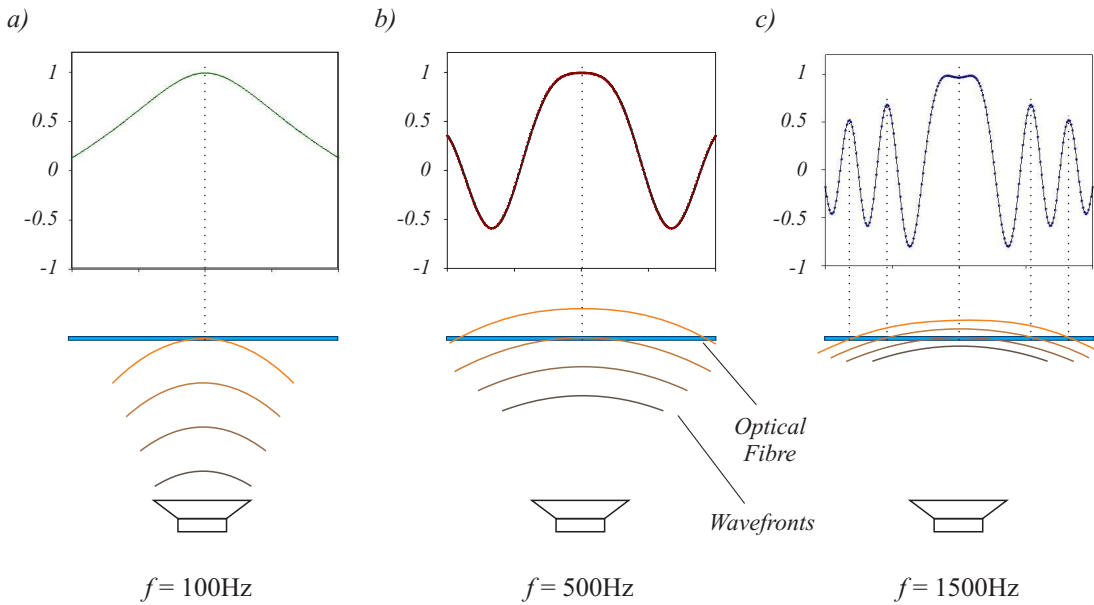 a)
1
0.5
0
-0.5
-1
b)
1
0.5
0
-0.5
-1
c)
1
0.5
0
-0.5
-1
Optical
Fibre
Wavefronts
f = 100Hz
f = 500Hz
f = 1500Hz